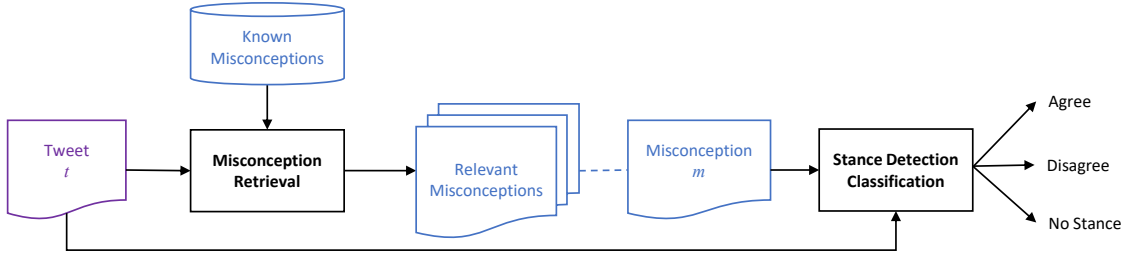 Known
Misconceptions
Tweet
t
Misconception
Retrieval
Relevant
Misconceptions
Misconception
m
Stance Detection
Classification
Agree
Disagree
No Stance